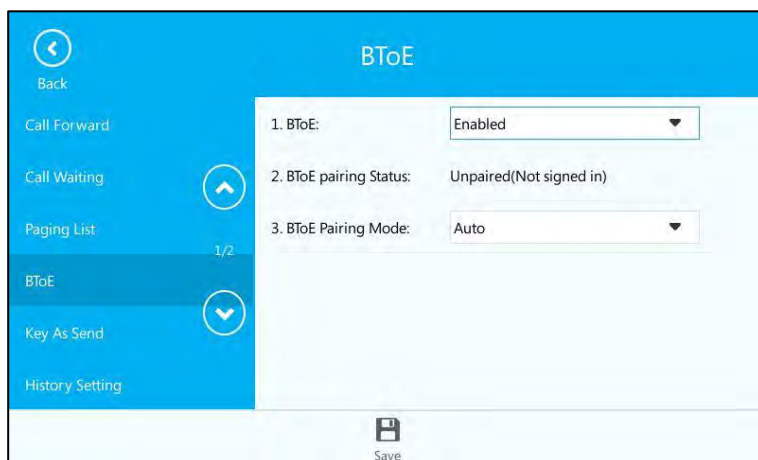 BToE
Back
Call Forward
Call Waiting
Paging List
1/2
BToE
Key As Send
History Setting
1. BToE: Enabled
2. BToE pairing Status: Unpaired(Not signed in)
3. BToE Pairing Mode: Auto
Save